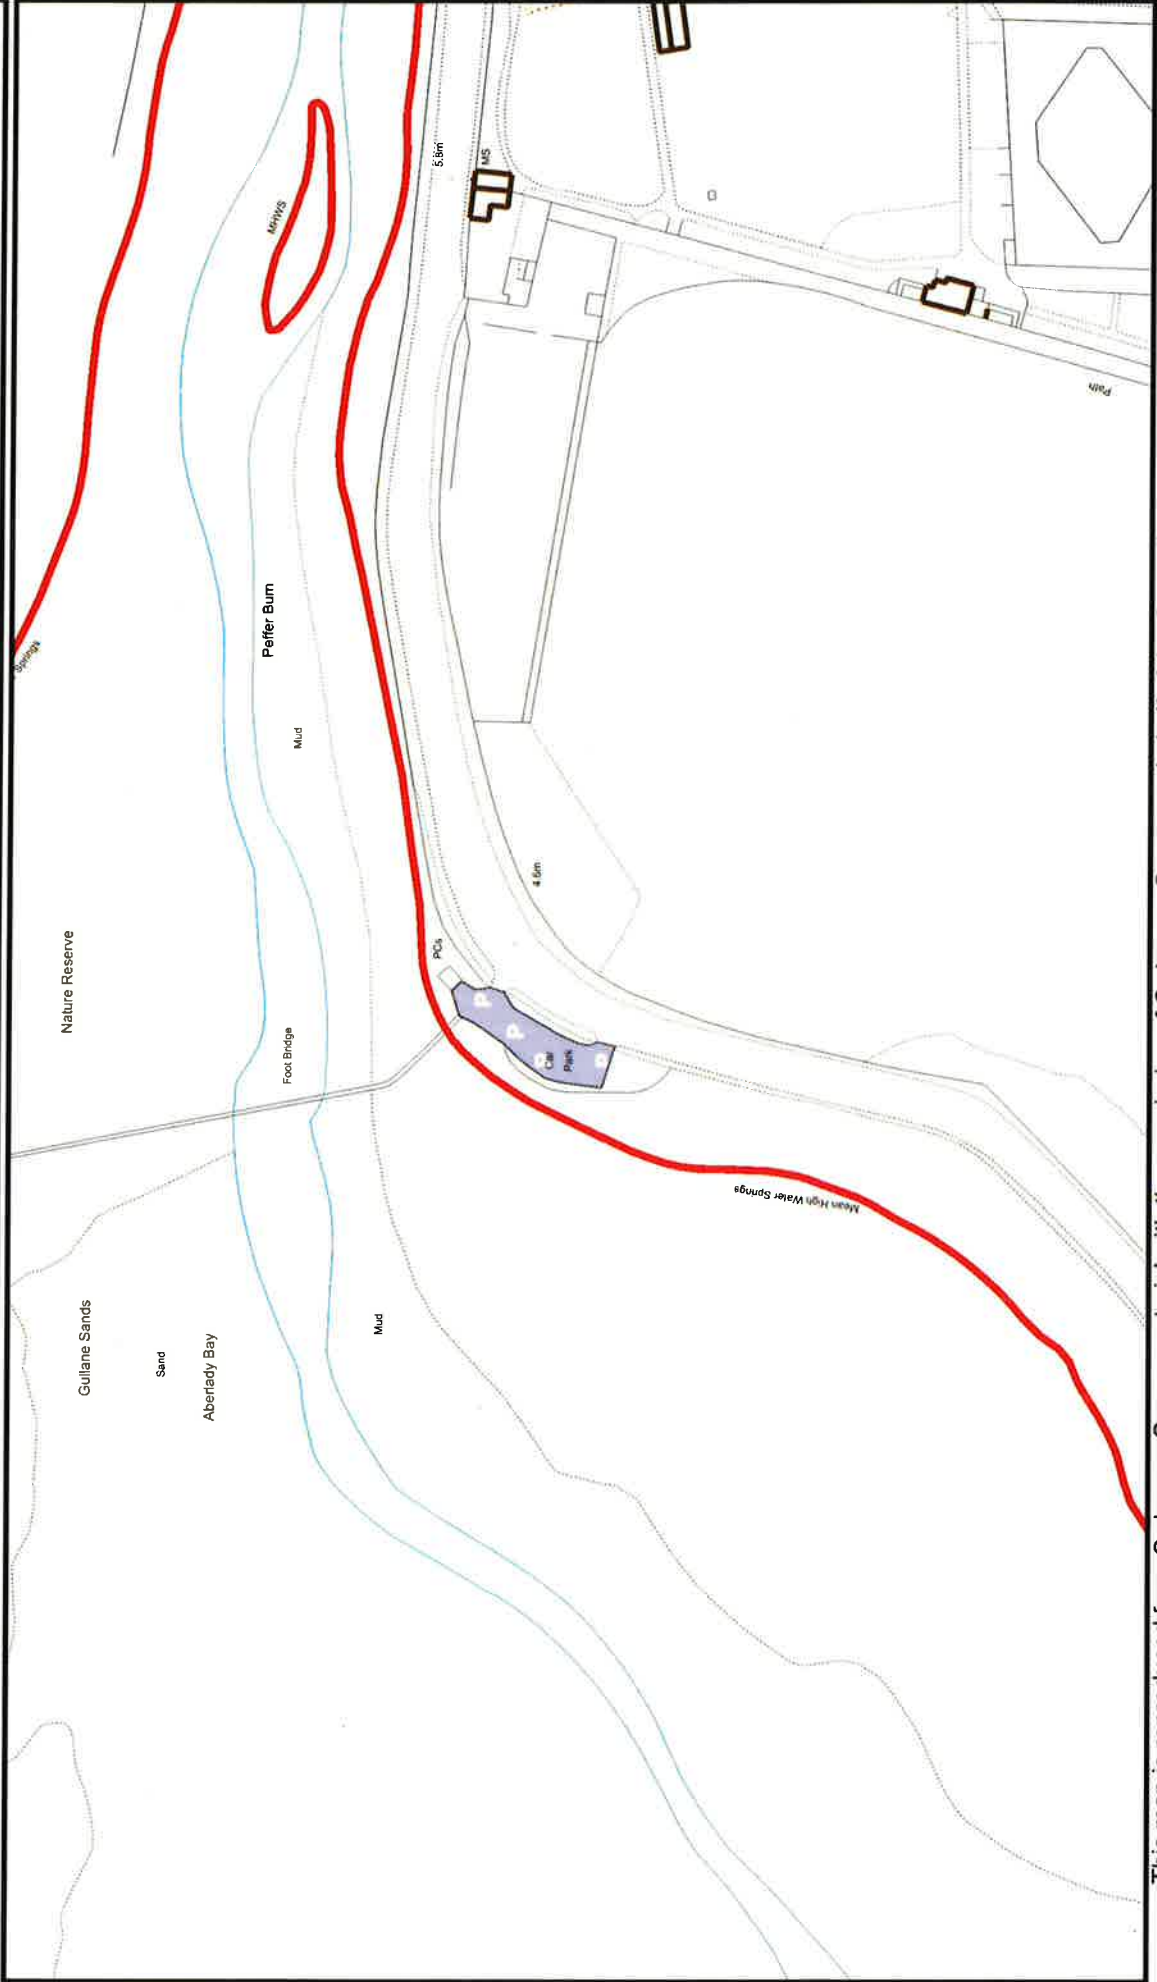 Springs
Nature Reserve
Gullane Sands
Sand
Aberlady Bay
Peffer Burn
MHWS
Foot Bridge
Mud
Mud
PCs
5.8m
P
MS
P
4.6m
P
Car
Park
P
Mean High Water Springs
Path